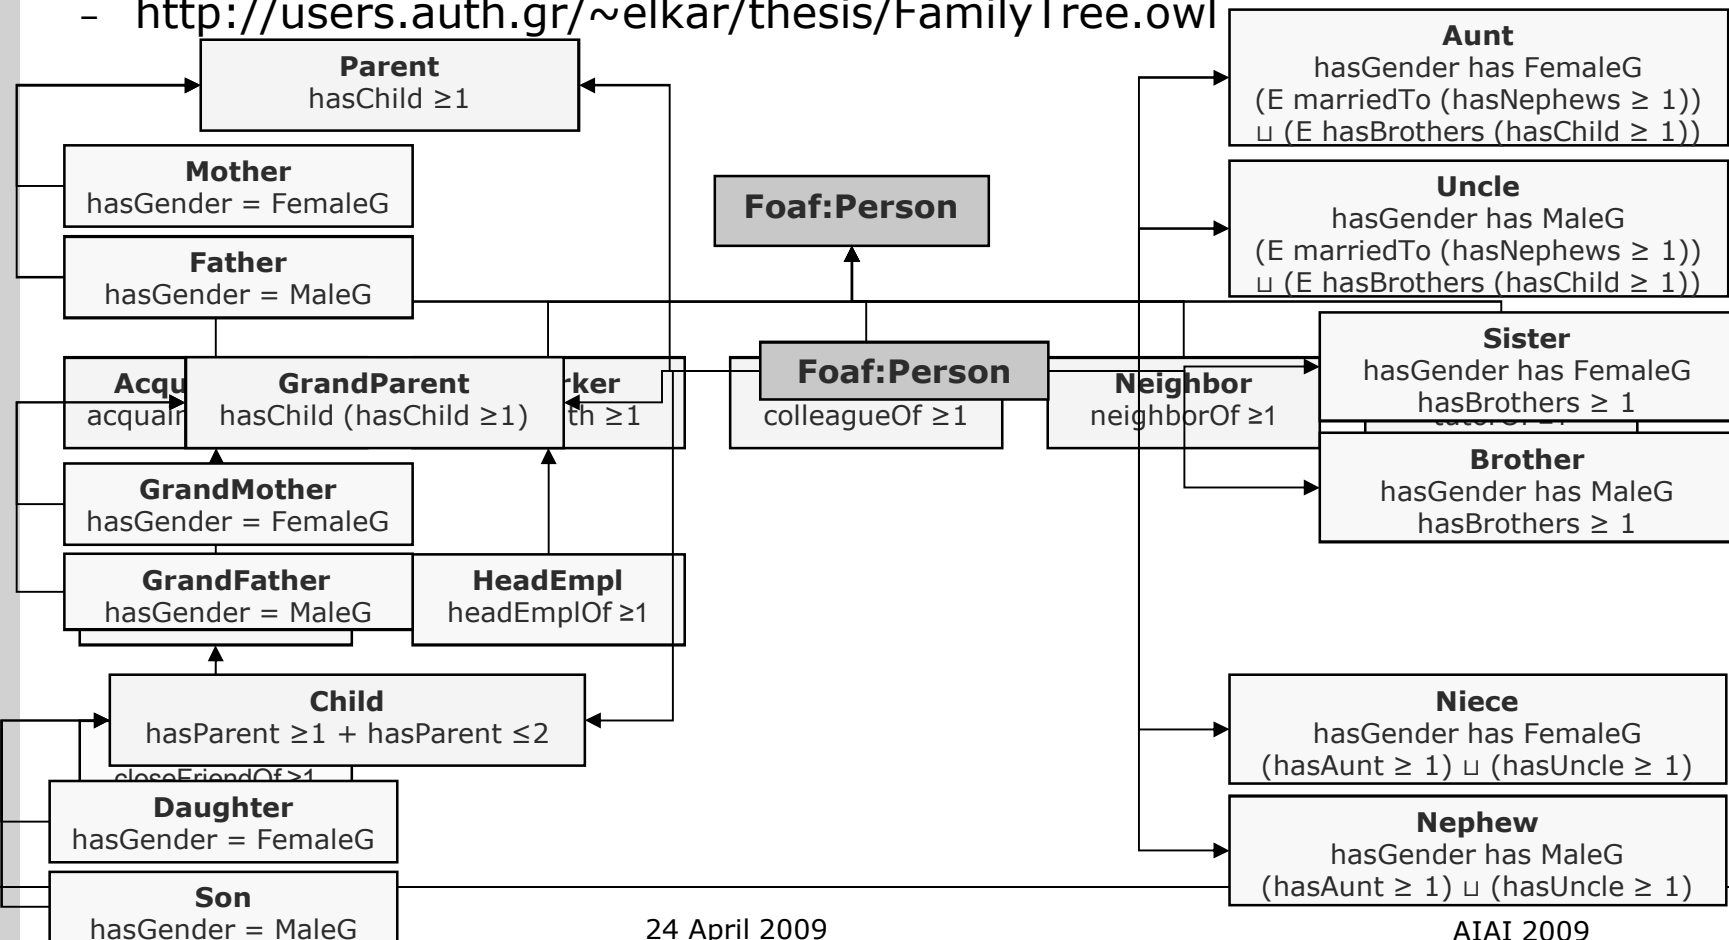 – http://users.auth.gr/~elkar/thesis/FamilyTree.owl
Parent
hasChild ≥1
Mother
hasGender = FemaleG
Father
hasGender = MaleG
Foaf:Person
Aunt
hasGender has FemaleG
(E marriedTo (hasNephews ≥ 1))
⊔ (E hasBrothers (hasChild ≥ 1))
Uncle
hasGender has MaleG
(E marriedTo (hasNephews ≥ 1))
⊔ (E hasBrothers (hasChild ≥ 1))
GrandParent
hasChild (hasChild ≥1)
Foaf:Person
colleagueOf ≥1
Neighbor
neighborOf ≥1
Sister
hasGender has FemaleG
hasBrothers ≥ 1
Brother
hasGender has MaleG
hasBrothers ≥ 1
GrandMother
hasGender = FemaleG
GrandFather
hasGender = MaleG
HeadEmpl
headEmplOf ≥1
Child
hasParent ≥1 + hasParent ≤2
closeFriendOf ≥1
Daughter
hasGender = FemaleG
Son
hasGender = MaleG
Niece
hasGender has FemaleG
(hasAunt ≥ 1) ⊔ (hasUncle ≥ 1)
Nephew
hasGender has MaleG
(hasAunt ≥ 1) ⊔ (hasUncle ≥ 1)
24 April 2009
AIAI 2009